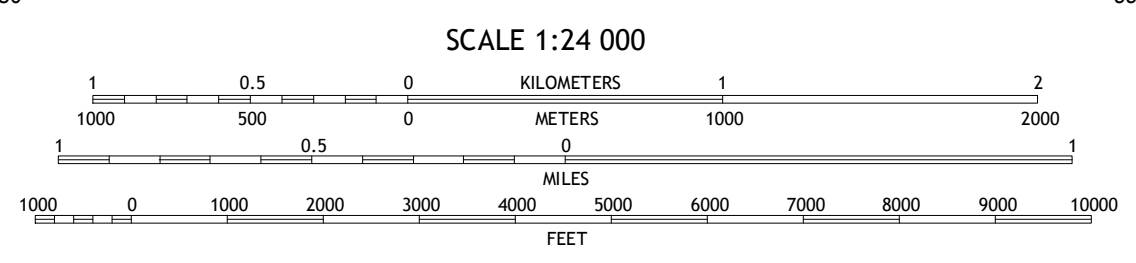 SCALE 1:24 000
1 0.5 0 KILOMETERS 1 2
1000 500 0 METERS 1000 2000
1 0.5 0 1
MILES
1000 0 1000 2000 3000 4000 5000 6000 7000 8000 9000 10000
FEET